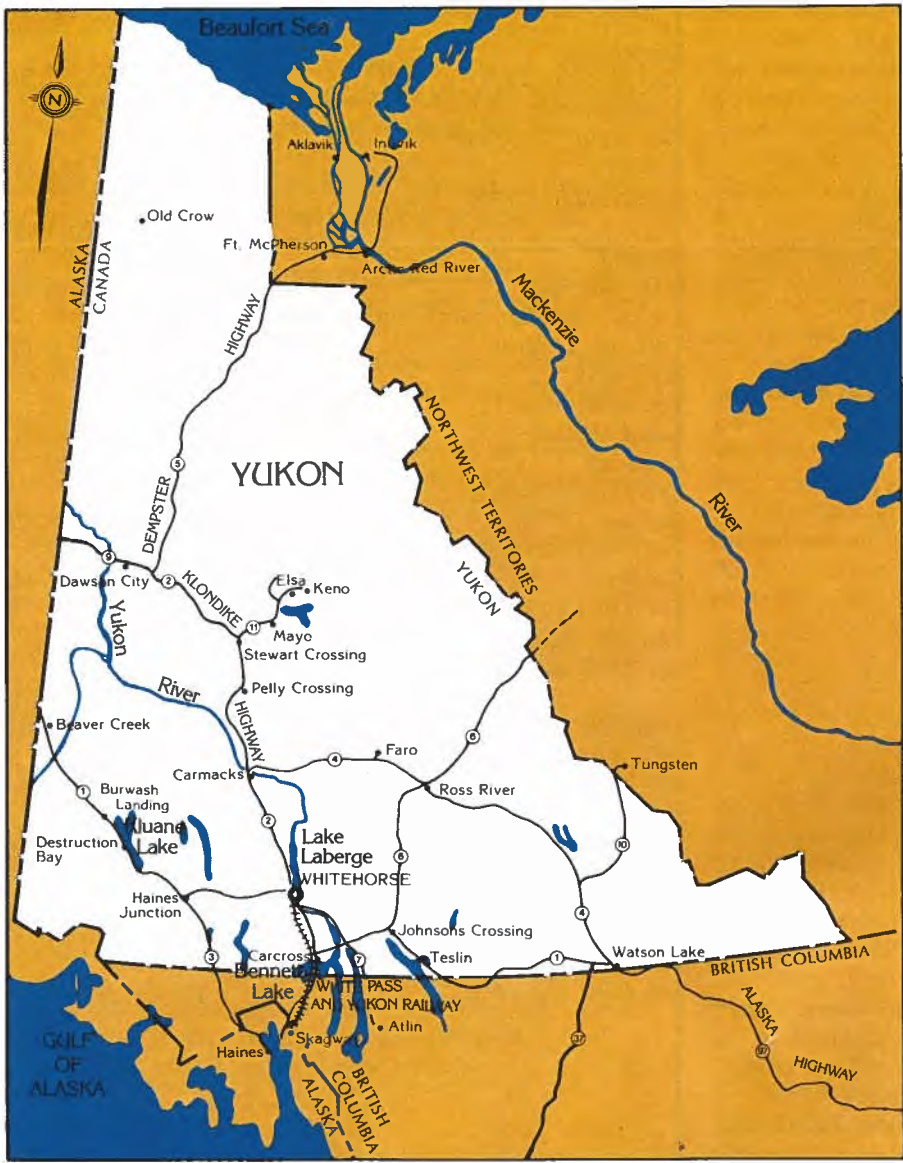 Beaufort Sea
N
Aklavik
Inuvik
Old Crow
Ft. McPherson
Arctic Red River
ALASKA
CANADA
Mackenzie
River
HIGHWAY
DEMPSTER
5
YUKON
NORTHWEST TERRITORIES
YUKON
9
Dawson City
2
KLONDIKE
Elsa
Keno
11
Mayo
Stewart Crossing
Yukon
River
Pelly Crossing
HIGHWAY
Beaver Creek
Carmacks
4
Faro
6
Ross River
Tungsten
1
Burwash
Landing
Kluane
Lake
Destruction
Bay
2
Lake
Laberge
WHITEHORSE
6
10
Haines
Junction
4
Johnsons Crossing
3
Carcross
7
Teslin
1
Watson Lake
BRITISH COLUMBIA
Bennett
Lake
WHITE PASS
AND YUKON RAILWAY
Atlin
Skagway
Haines
GULF
OF
ALASKA
BRITISH
COLUMBIA
ALASKA
37
ALASKA
97
HIGHWAY